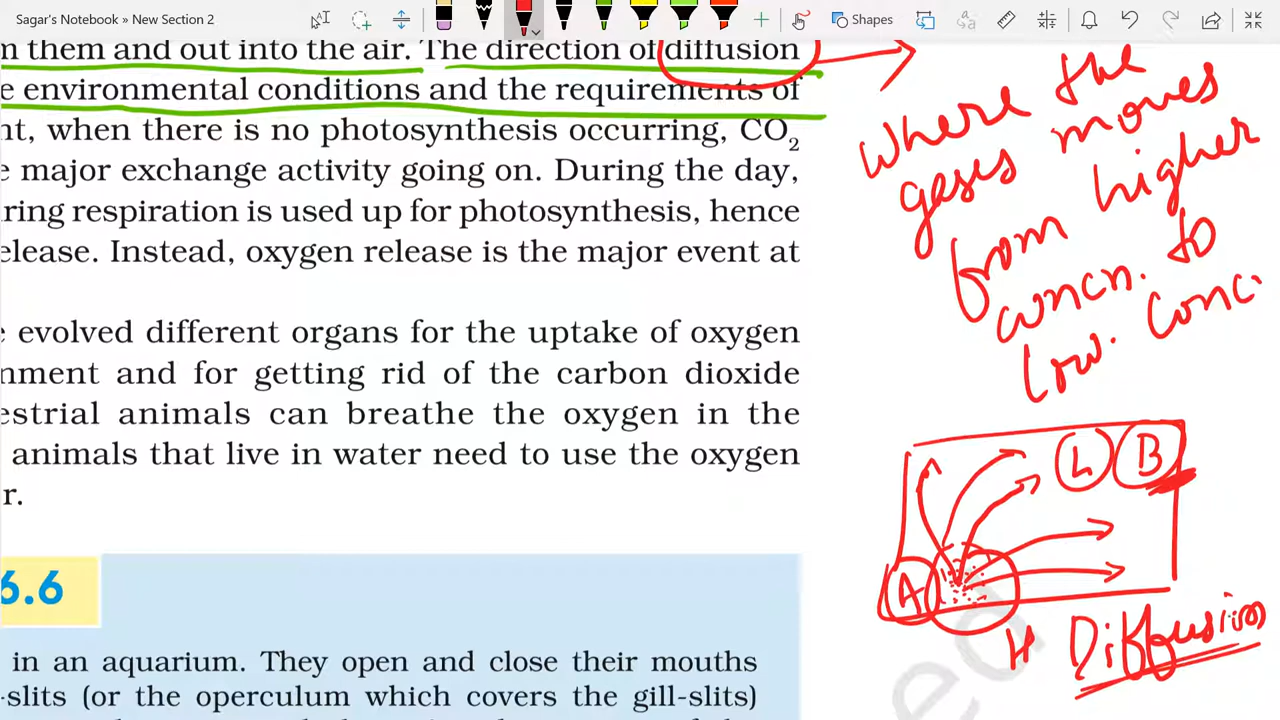 Sagar's Notebook » New Section 2
Shapes
m them and out into the air. The direction of diffusion
e environmental conditions and the requirements of
nt, when there is no photosynthesis occurring, CO₂
e major exchange activity going on. During the day,
ring respiration is used up for photosynthesis, hence
elease. Instead, oxygen release is the major event at
e evolved different organs for the uptake of oxygen
nment and for getting rid of the carbon dioxide
estrial animals can breathe the oxygen in the
animals that live in water need to use the oxygen
r.
6.6
in an aquarium. They open and close their mouths
-slits (or the operculum which covers the gill-slits)
where the
gases moves
from higher
concn. to
low. conc
L B
A
H Diffusion